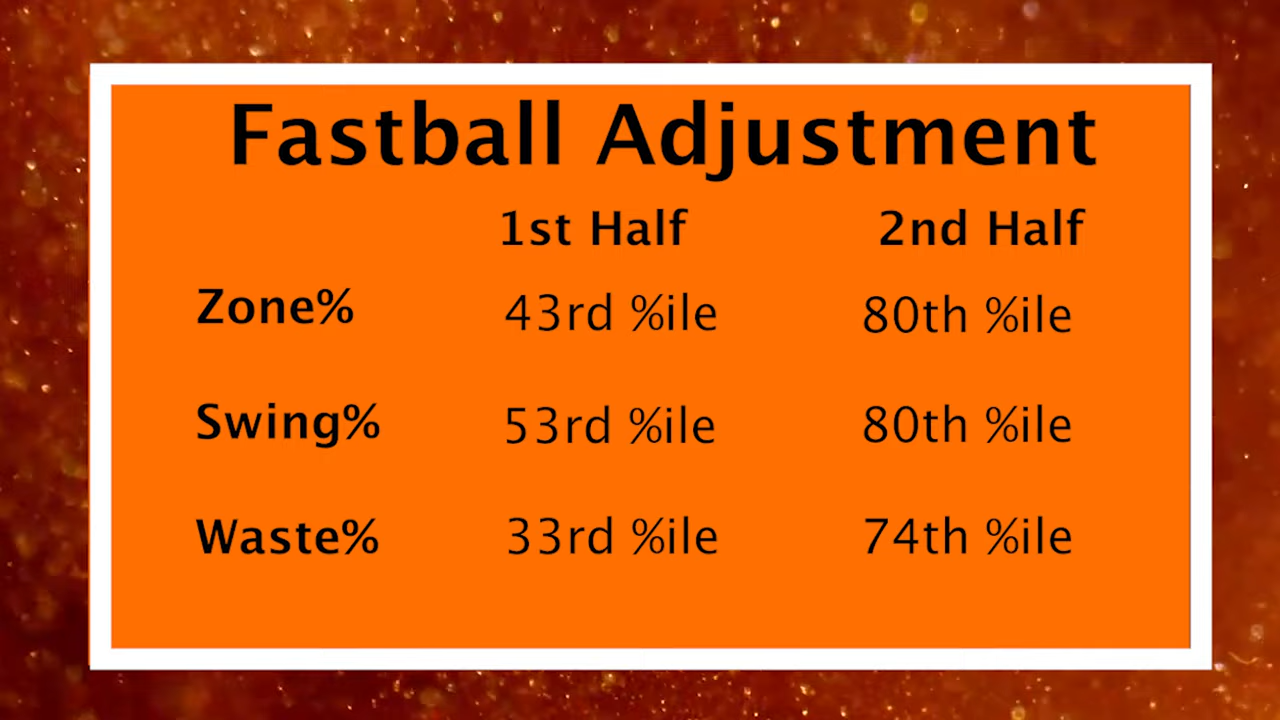 Fastball Adjustment
1st Half 2nd Half
Zone% 43rd %ile 80th %ile
Swing% 53rd %ile 80th %ile
Waste% 33rd %ile 74th %ile